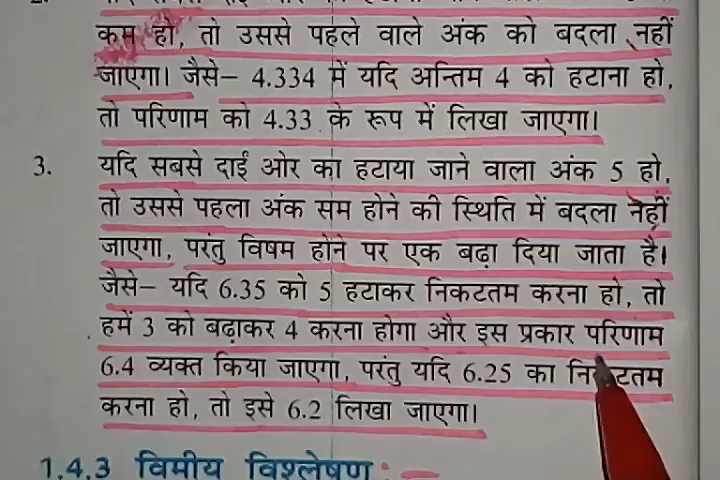 कम हो, तो उससे पहले वाले अंक को बदला नहीं
जाएगा। जैसे– 4.334 में यदि अन्तिम 4 को हटाना हो,
तो परिणाम को 4.33 के रूप में लिखा जाएगा।
3. यदि सबसे दाईं ओर का हटाया जाने वाला अंक 5 हो,
तो उससे पहला अंक सम होने की स्थिति में बदला नहीं
जाएगा, परंतु विषम होने पर एक बढ़ा दिया जाता है।
जैसे– यदि 6.35 को 5 हटाकर निकटतम करना हो, तो
हमें 3 को बढ़ाकर 4 करना होगा और इस प्रकार परिणाम
6.4 व्यक्त किया जाएगा, परंतु यदि 6.25 का निकटतम
करना हो, तो इसे 6.2 लिखा जाएगा।
1.4.3 विमीय विश्लेषण :–